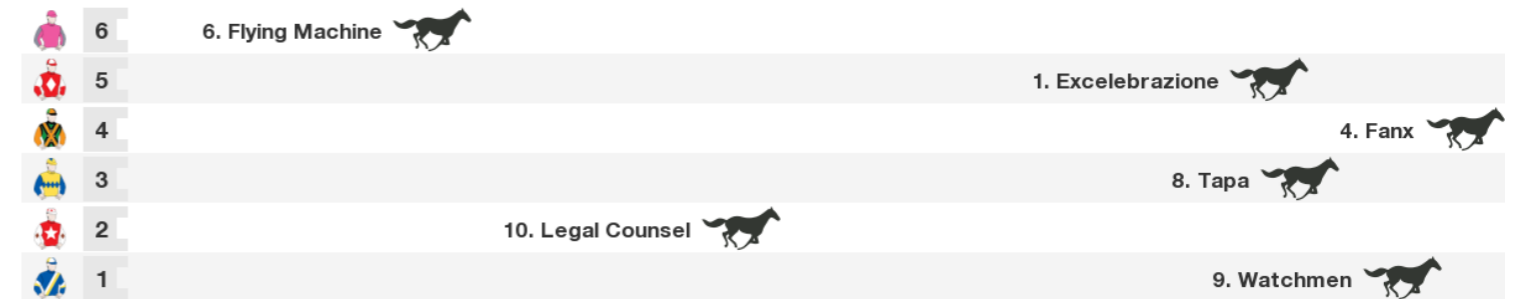 6 6. Flying Machine
5 1. Excelebrazione
4 4. Fanx
3 8. Tapa
2 10. Legal Counsel
1 9. Watchmen